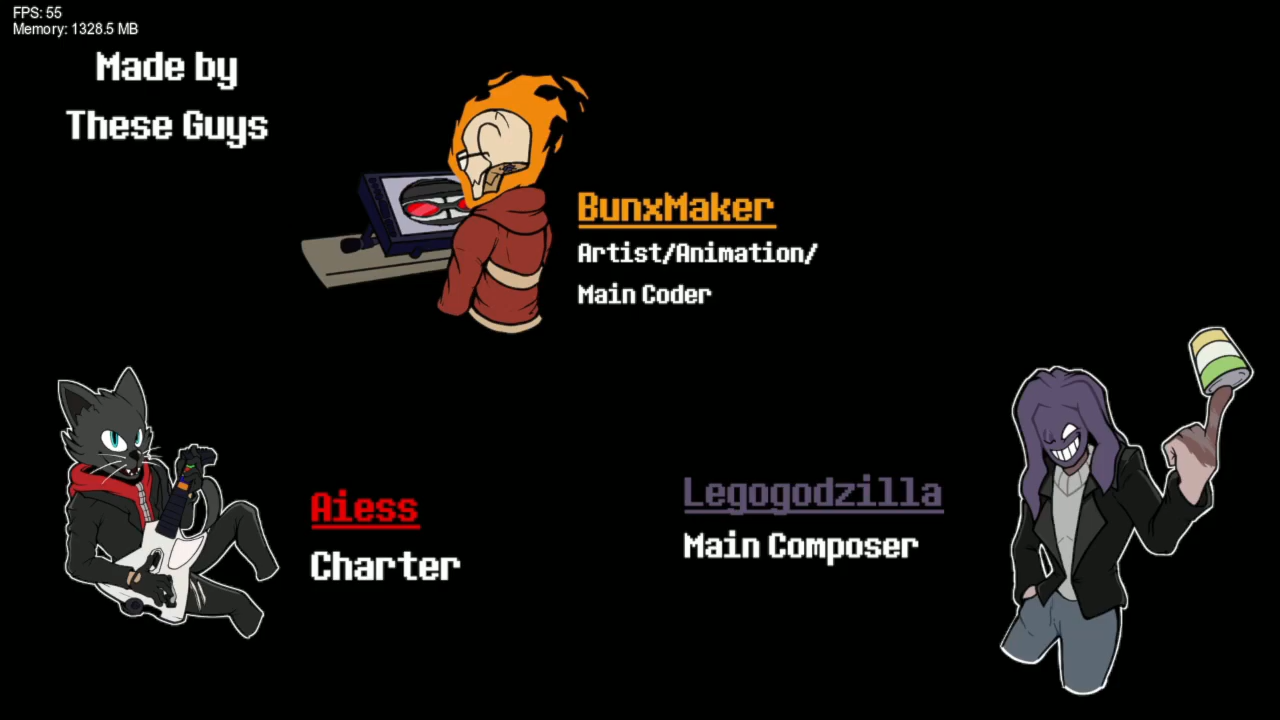 FPS: 55
Memory: 1328.5 MB
Made by
These Guys
BunxMaker
Artist/Animation/
Main Coder
Aiess
Charter
Legogodzilla
Main Composer